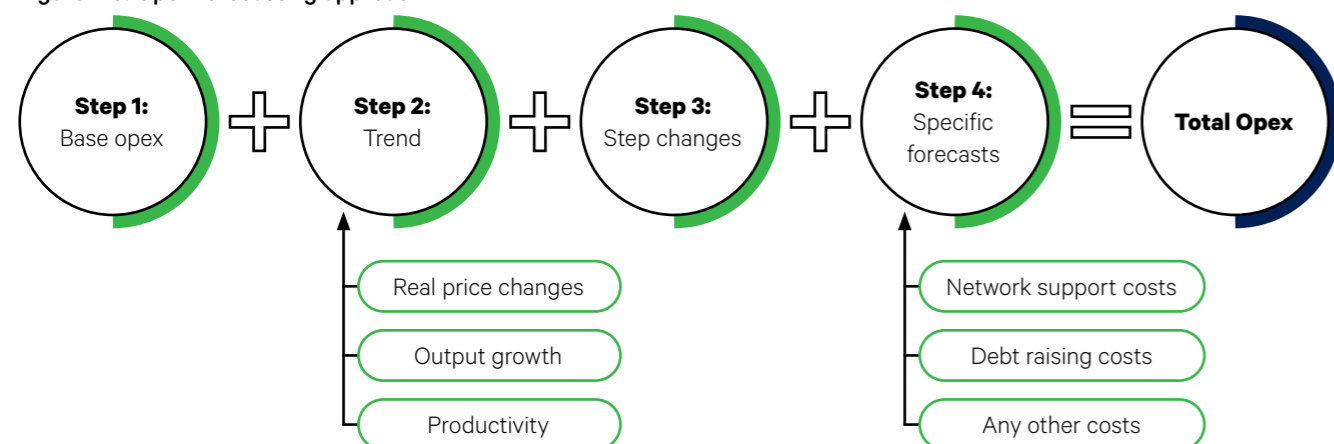 Step 1:
Base opex
Step 2:
Trend
Step 3:
Step changes
Step 4:
Specific
forecasts
Total Opex
Real price changes
Output growth
Productivity
Network support costs
Debt raising costs
Any other costs